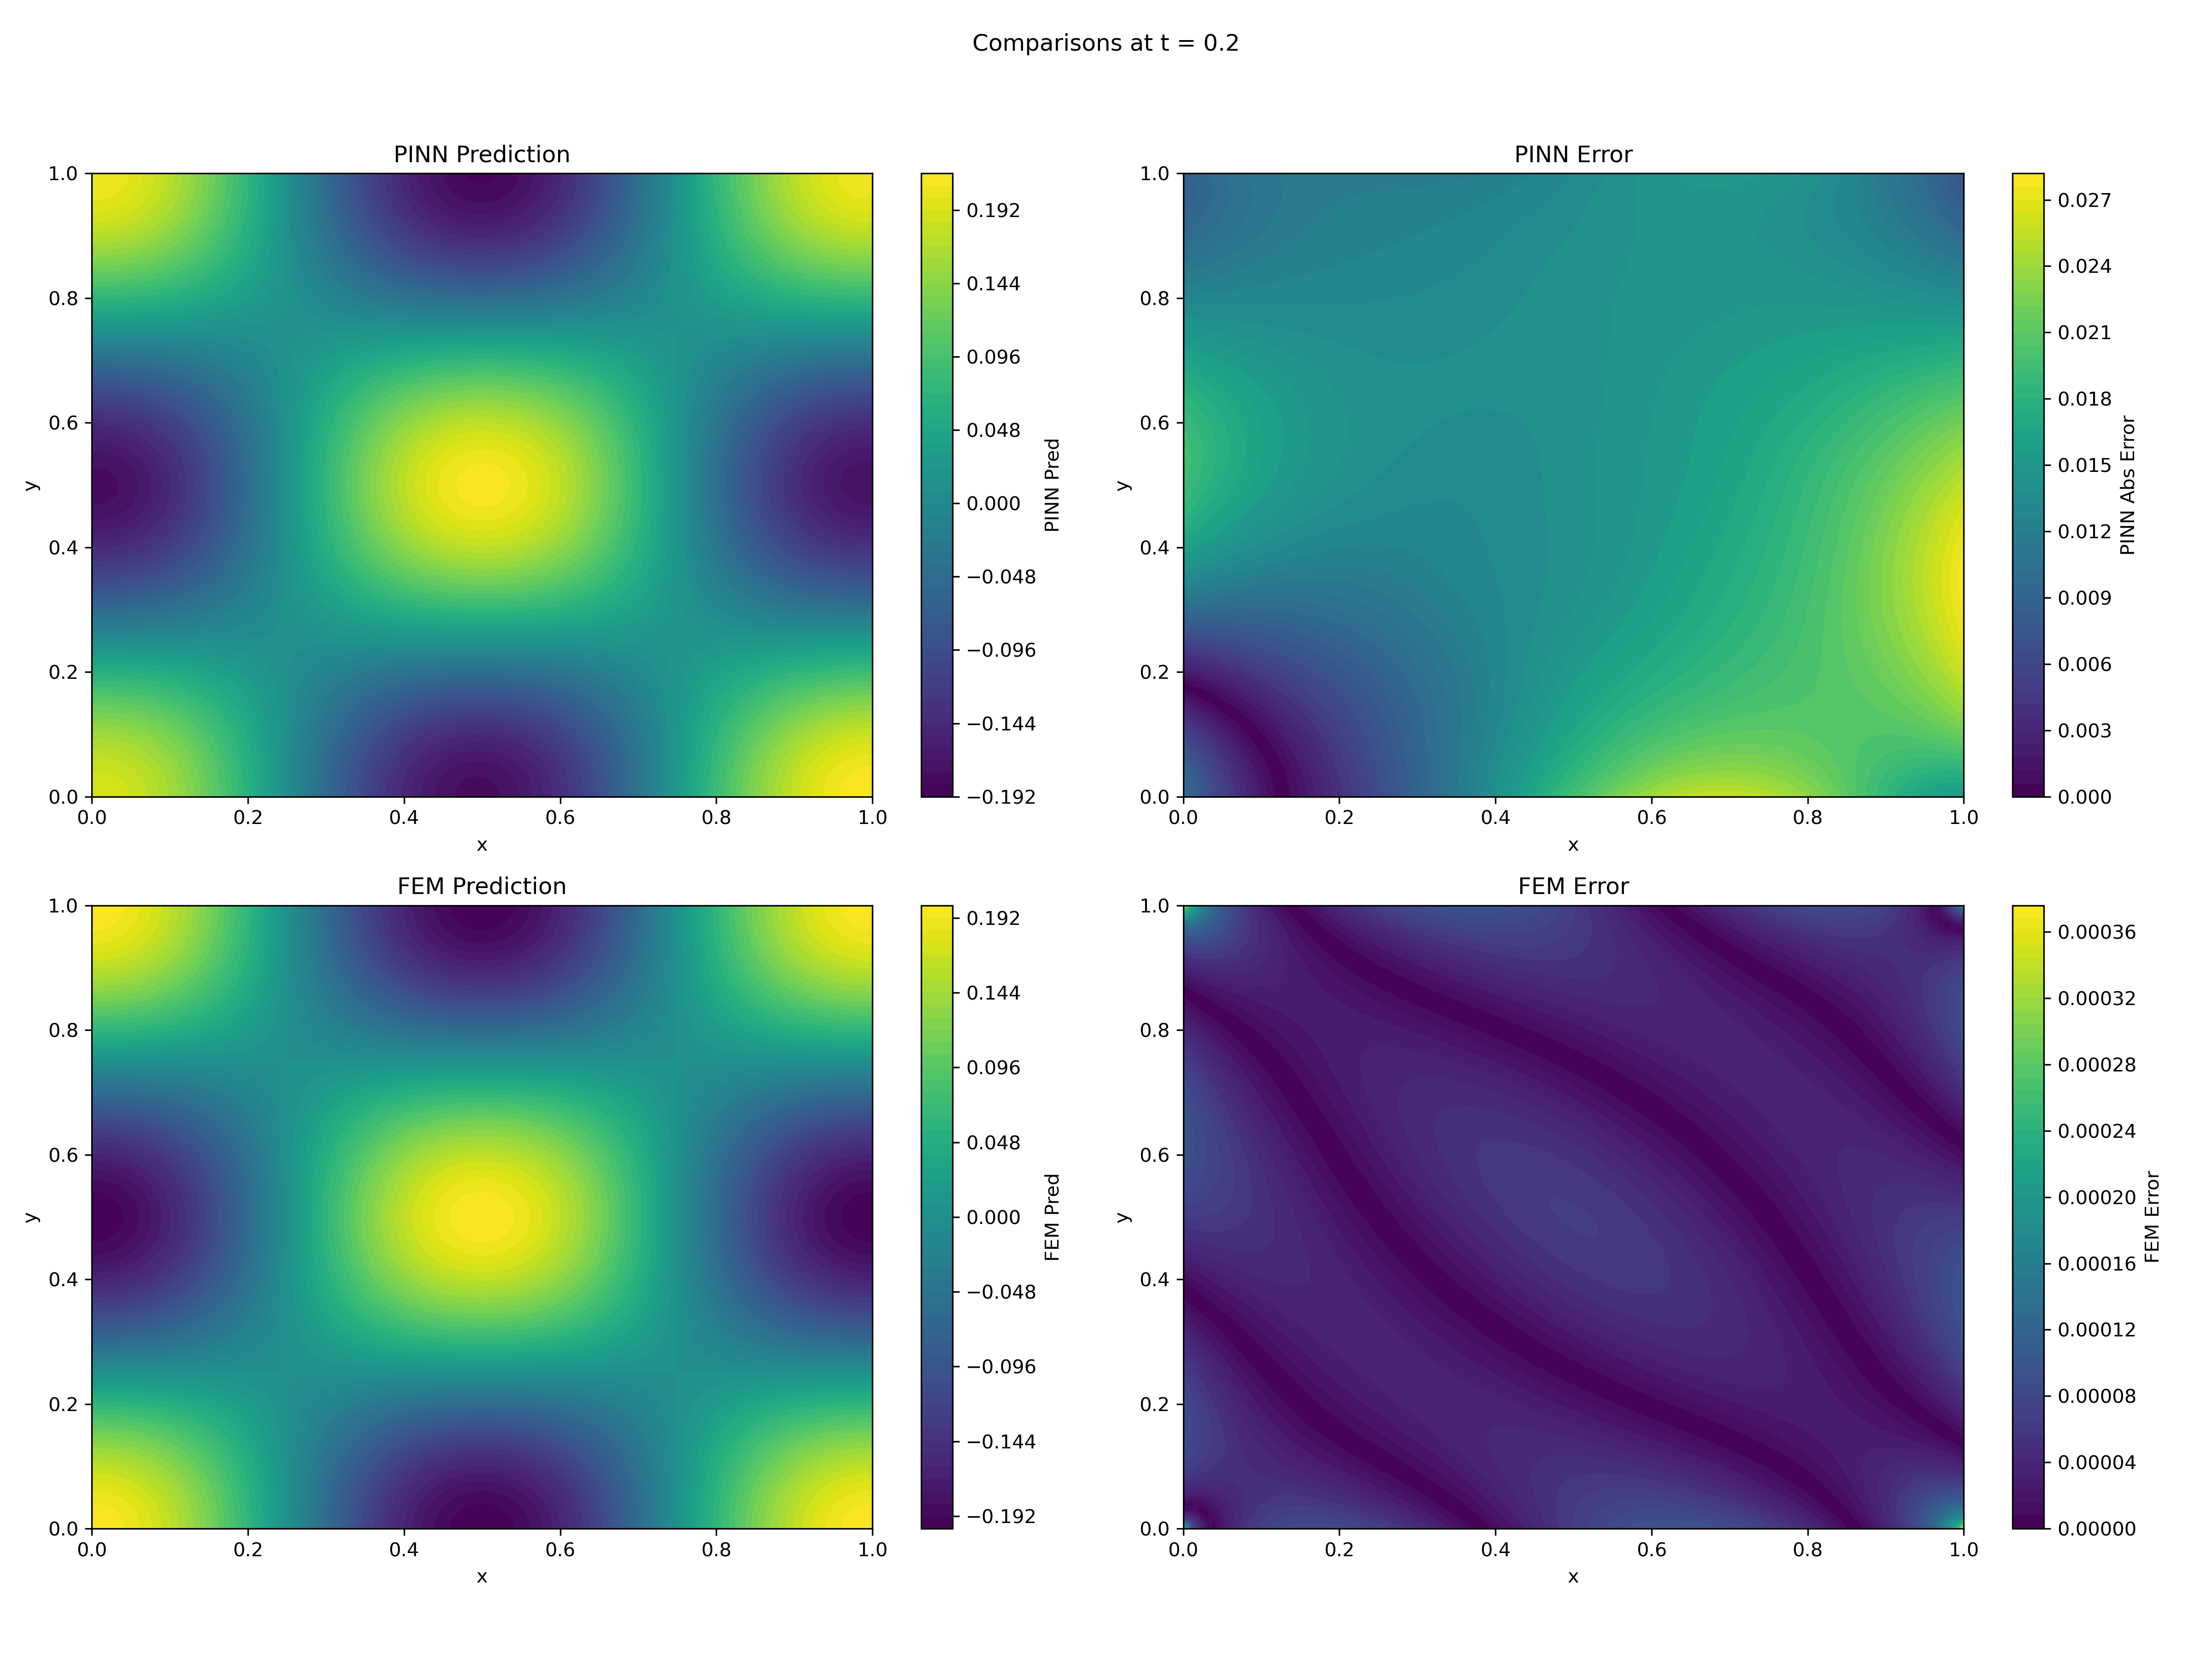 Comparisons at t = 0.2
PINN Prediction
1.0
0.8
0.6
0.4
0.2
0.0
y
0.0 0.2 0.4 0.6 0.8 1.0
x
0.192
0.144
0.096
0.048
0.000
−0.048
−0.096
−0.144
−0.192
PINN Pred
PINN Error
1.0
0.8
0.6
0.4
0.2
0.0
y
0.0 0.2 0.4 0.6 0.8 1.0
x
0.027
0.024
0.021
0.018
0.015
0.012
0.009
0.006
0.003
0.000
PINN Abs Error
FEM Prediction
1.0
0.8
0.6
0.4
0.2
0.0
y
0.0 0.2 0.4 0.6 0.8 1.0
x
0.192
0.144
0.096
0.048
0.000
−0.048
−0.096
−0.144
−0.192
FEM Pred
FEM Error
1.0
0.8
0.6
0.4
0.2
0.0
y
0.0 0.2 0.4 0.6 0.8 1.0
x
0.00036
0.00032
0.00028
0.00024
0.00020
0.00016
0.00012
0.00008
0.00004
0.00000
FEM Error